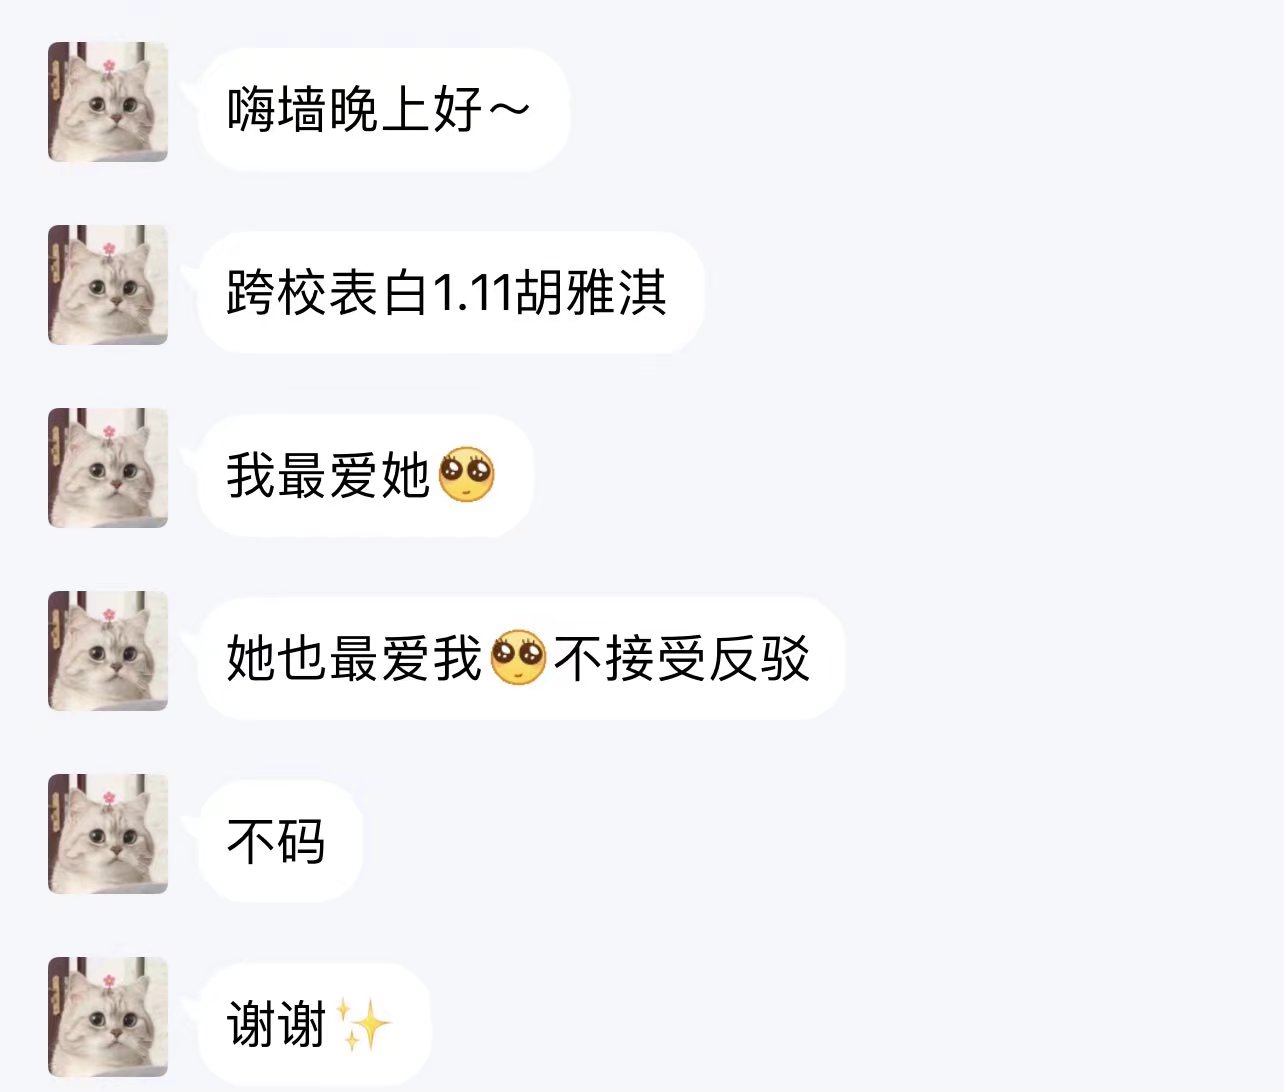 嗨墙晚上好～
跨校表白1.11胡雅淇
我最爱她🥺
她也最爱我🥺不接受反驳
不码
谢谢✨